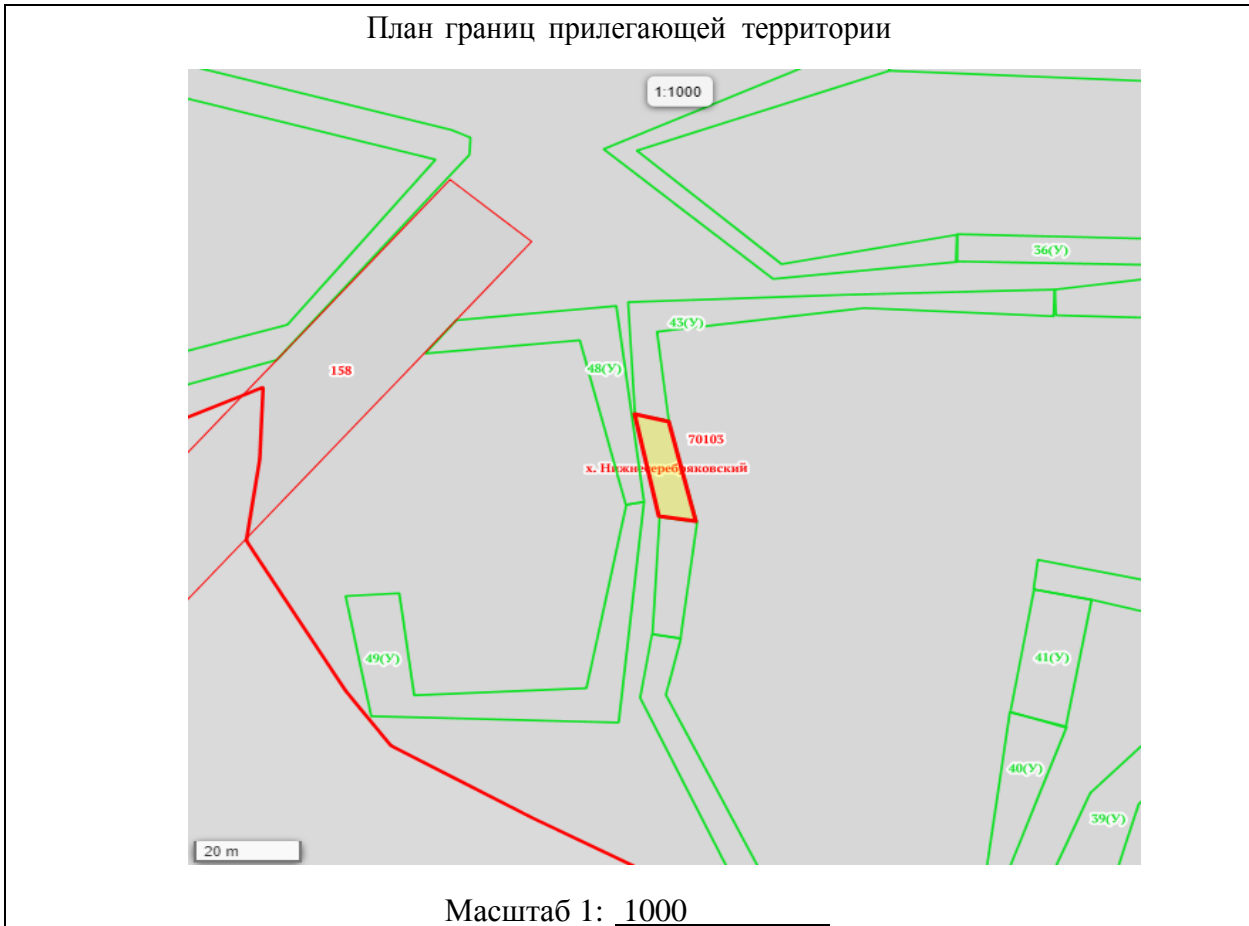 План границ прилегающей территории
1:1000
36(У)
43(У)
48(У)
158
70103
х. Нижнесеребряковский
49(У)
41(У)
40(У)
39(У)
20 m
Масштаб 1: 1000